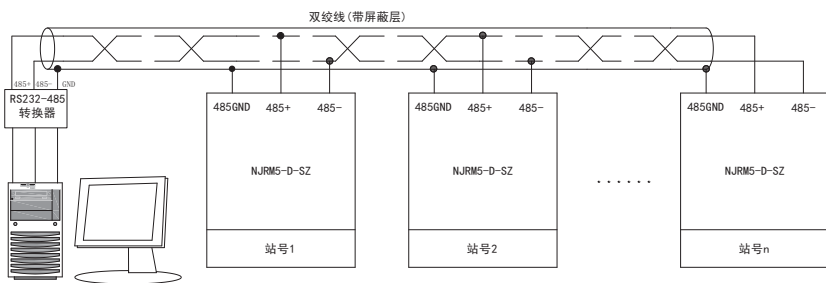 双绞线(带屏蔽层)
485+ 485- GND
RS232-485
转换器
485GND 485+ 485-
NJRM5-D-SZ
站号1
485GND 485+ 485-
NJRM5-D-SZ
站号2
......
485GND 485+ 485-
NJRM5-D-SZ
站号n